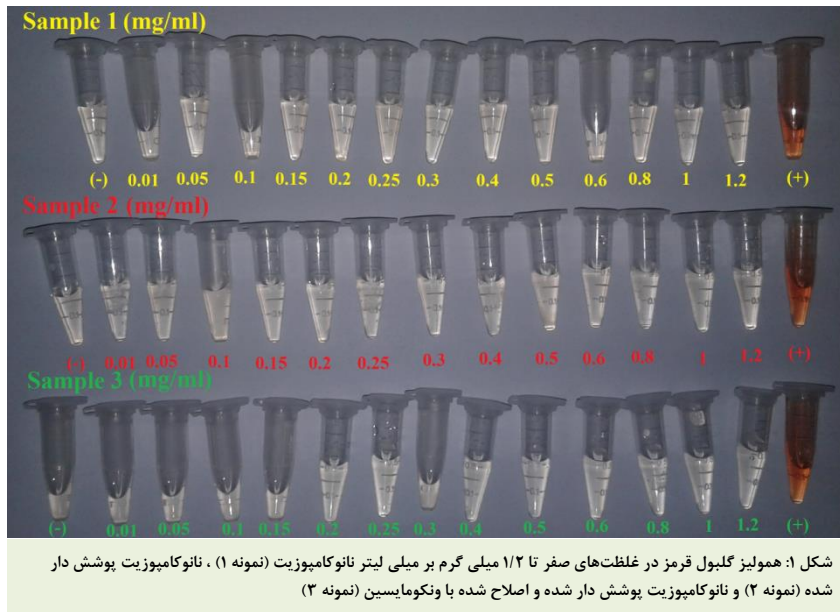 Sample 1 (mg/ml)
(-) 0.01 0.05 0.1 0.15 0.2 0.25 0.3 0.4 0.5 0.6 0.8 1 1.2 (+)
Sample 2 (mg/ml)
(-) 0.01 0.05 0.1 0.15 0.2 0.25 0.3 0.4 0.5 0.6 0.8 1 1.2 (+)
Sample 3 (mg/ml)
(-) 0.01 0.05 0.1 0.15 0.2 0.25 0.3 0.4 0.5 0.6 0.8 1 1.2 (+)
شکل ۱: همولیز گلبول قرمز در غلظت‌های صفر تا ۱/۲ میلی گرم بر میلی لیتر نانوکامپوزیت (نمونه ۱) ، نانوکامپوزیت پوشش دار
شده (نمونه ۲) و نانوکامپوزیت پوشش دار شده و اصلاح شده با ونکومایسین (نمونه ۳)